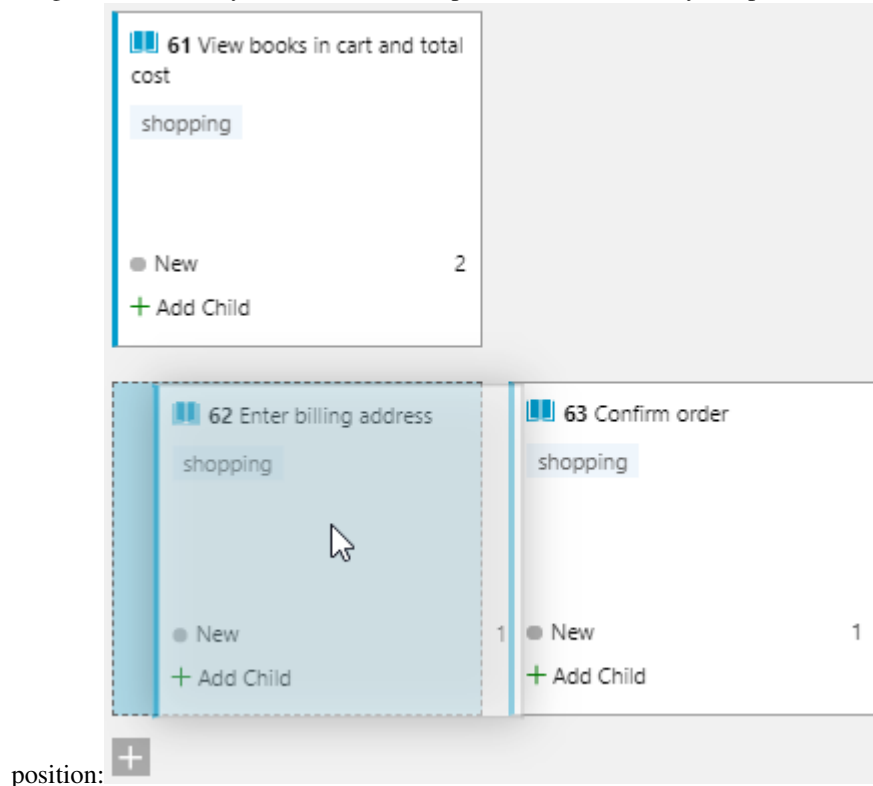 61 View books in cart and total
cost
shopping
New 2
+ Add Child
62 Enter billing address
shopping
New 1
+ Add Child
63 Confirm order
shopping
New 1
+ Add Child
position: